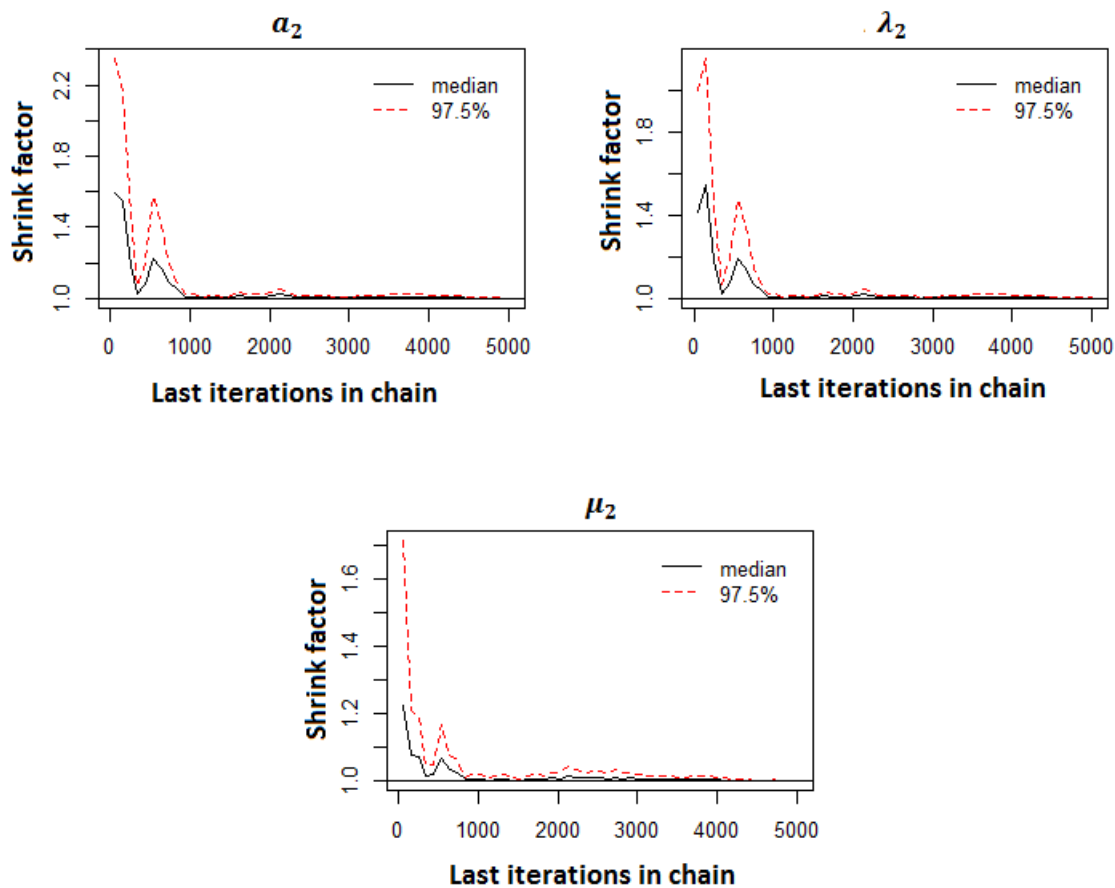 a₂
Shrink factor
1.0 1.4 1.8 2.2
median
97.5%
0 1000 2000 3000 4000 5000
Last iterations in chain
λ₂
Shrink factor
1.0 1.4 1.8
median
97.5%
0 1000 2000 3000 4000 5000
Last iterations in chain
μ₂
Shrink factor
1.0 1.2 1.4 1.6
median
97.5%
0 1000 2000 3000 4000 5000
Last iterations in chain